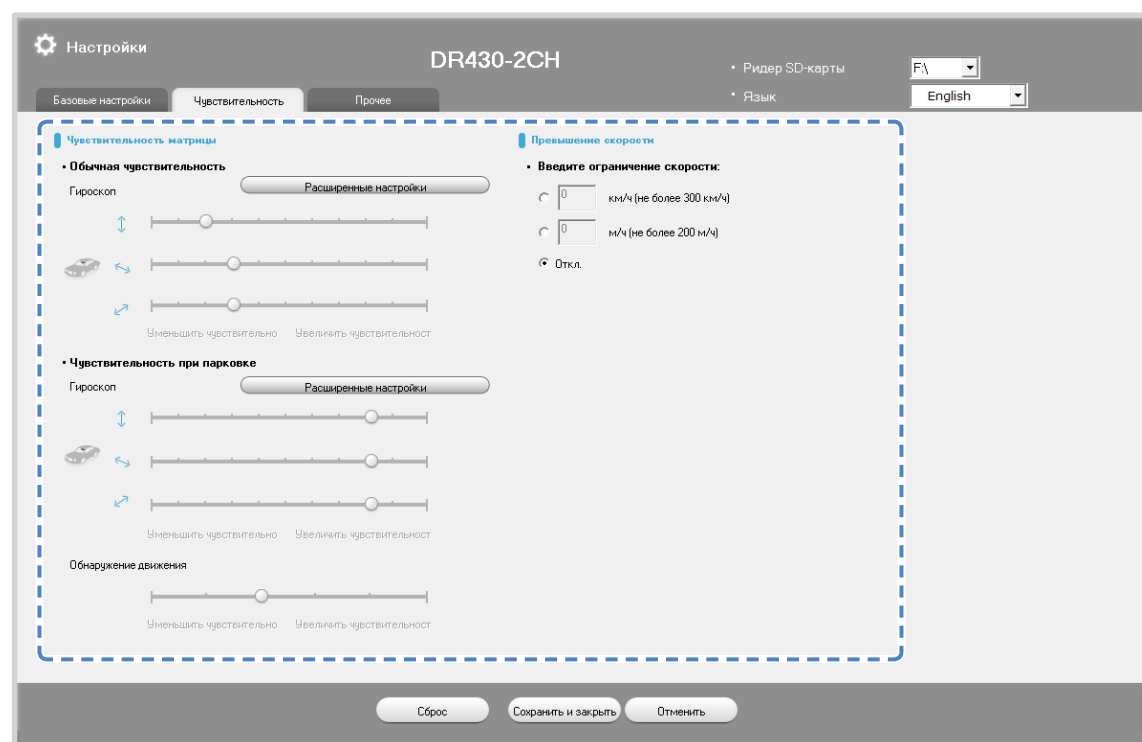 Настройки
DR430-2CH
• Ридер SD-карты
F:\
• Язык
English
Базовые настройки
Чувствительность
Прочее
Чувствительность матрицы
• Обычная чувствительность
Гироскоп
Расширенные настройки
Уменьшить чувствительно
Увеличить чувствительност
• Чувствительность при парковке
Гироскоп
Расширенные настройки
Уменьшить чувствительно
Увеличить чувствительност
Обнаружение движения
Уменьшить чувствительно
Увеличить чувствительност
Превышение скорости
• Введите ограничение скорости:
0 км/ч (не более 300 км/ч)
0 м/ч (не более 200 м/ч)
Откл.
Сброс
Сохранить и закрыть
Отменить